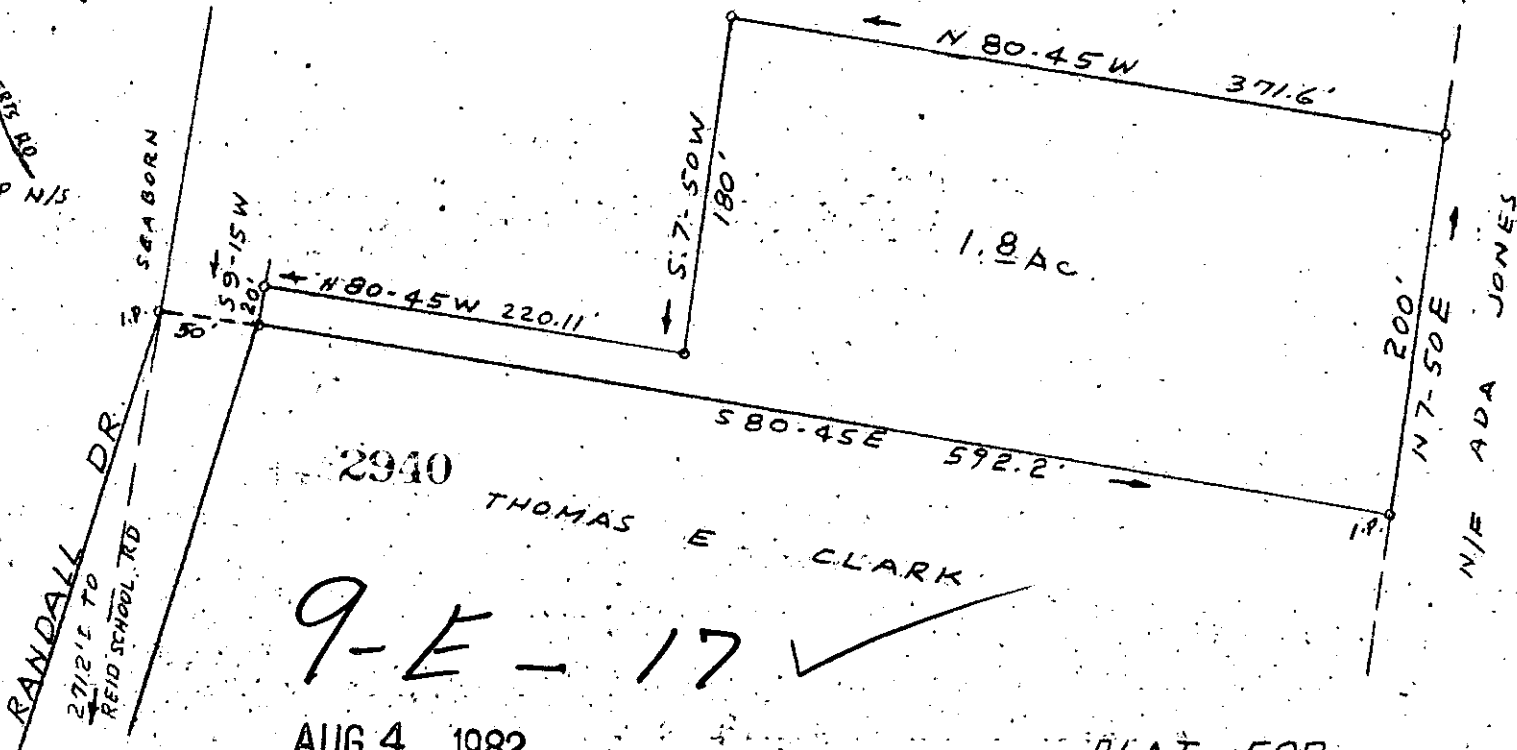 N 80-45 W 371.6'
RD
N/S
SEABORN
S 9-15 W
20'
S. 7-50 W
180'
1.8 Ac.
N 80-45 W 220.11'
I.P.
50'
200'
N 7-50 E
N/F ADA JONES
S 80-45 E 592.2'
I.P.
2940
THOMAS E CLARK
RANDALL DR.
2712'± TO
REID SCHOOL RD
9-E-17
AUG 4 1982
PLAT FOR